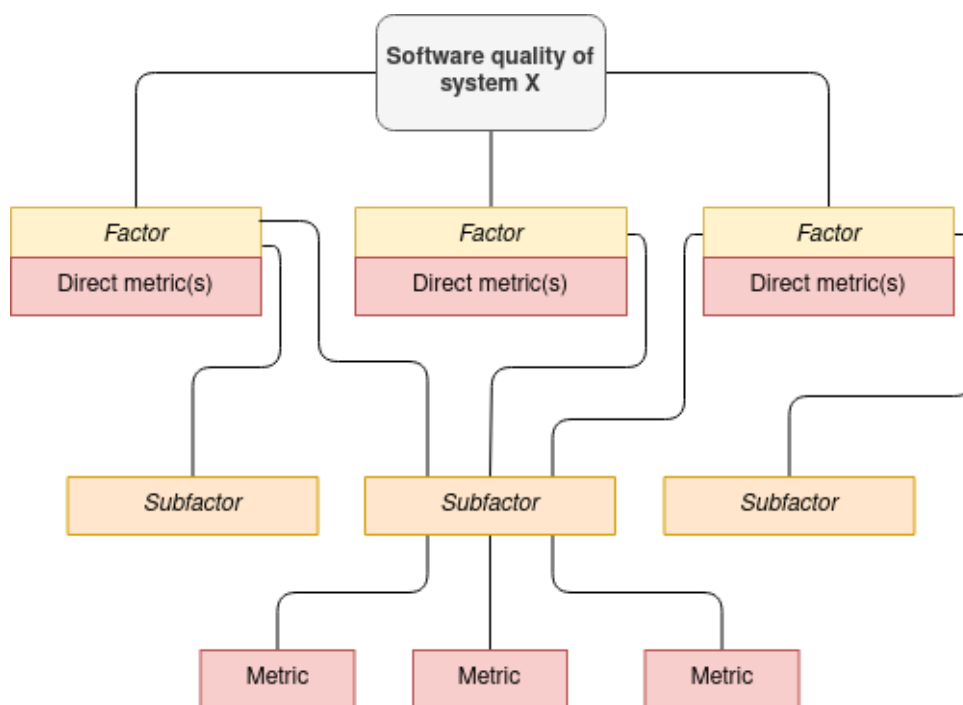 Software quality of
system X
Factor
Factor
Factor
Direct metric(s)
Direct metric(s)
Direct metric(s)
Subfactor
Subfactor
Subfactor
Metric
Metric
Metric